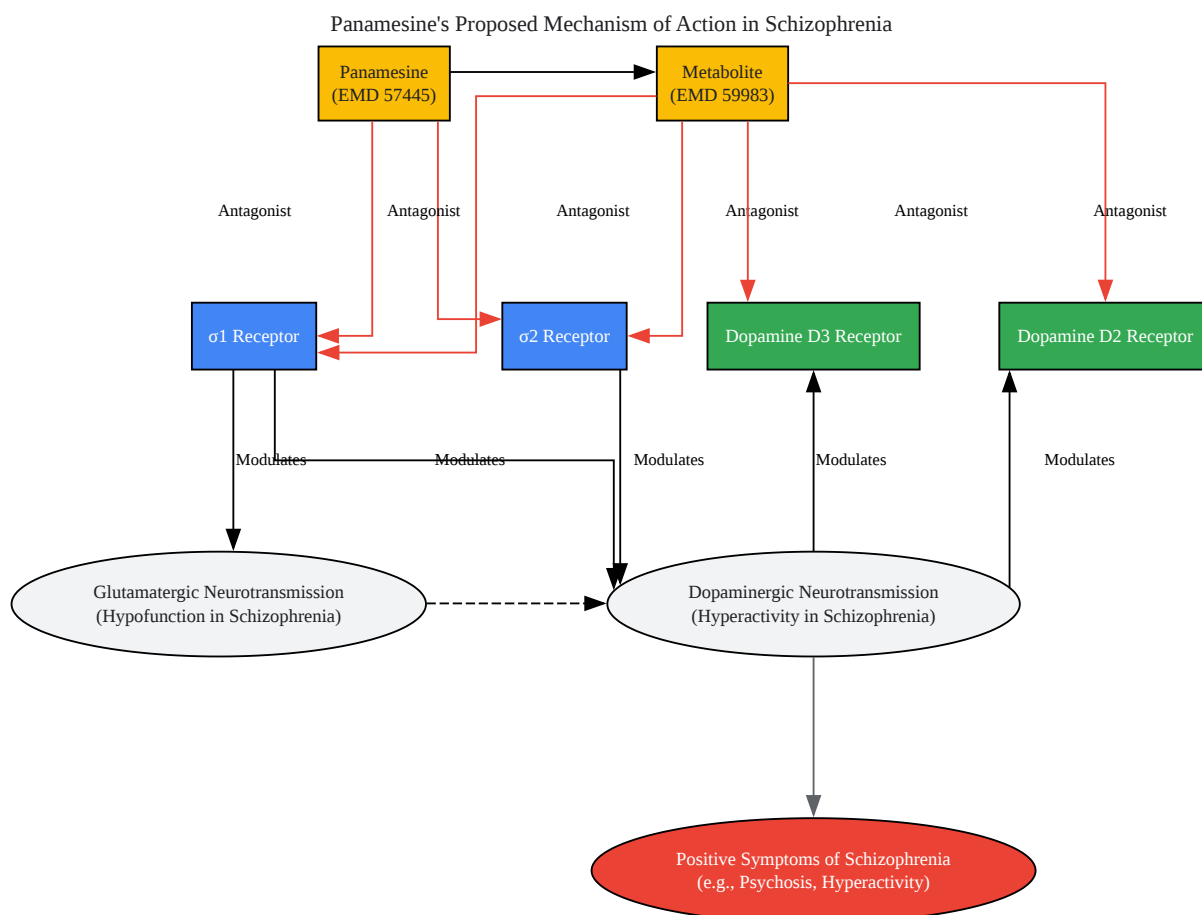 Panamesine's Proposed Mechanism of Action in Schizophrenia
Panamesine
(EMD 57445)
Metabolite
(EMD 59983)
Antagonist
Antagonist
Antagonist
Antagonist
Antagonist
Antagonist
σ1 Receptor
σ2 Receptor
Dopamine D3 Receptor
Dopamine D2 Receptor
Modulates
Modulates
Modulates
Modulates
Modulates
Glutamatergic Neurotransmission
(Hypofunction in Schizophrenia)
Dopaminergic Neurotransmission
(Hyperactivity in Schizophrenia)
Positive Symptoms of Schizophrenia
(e.g., Psychosis, Hyperactivity)